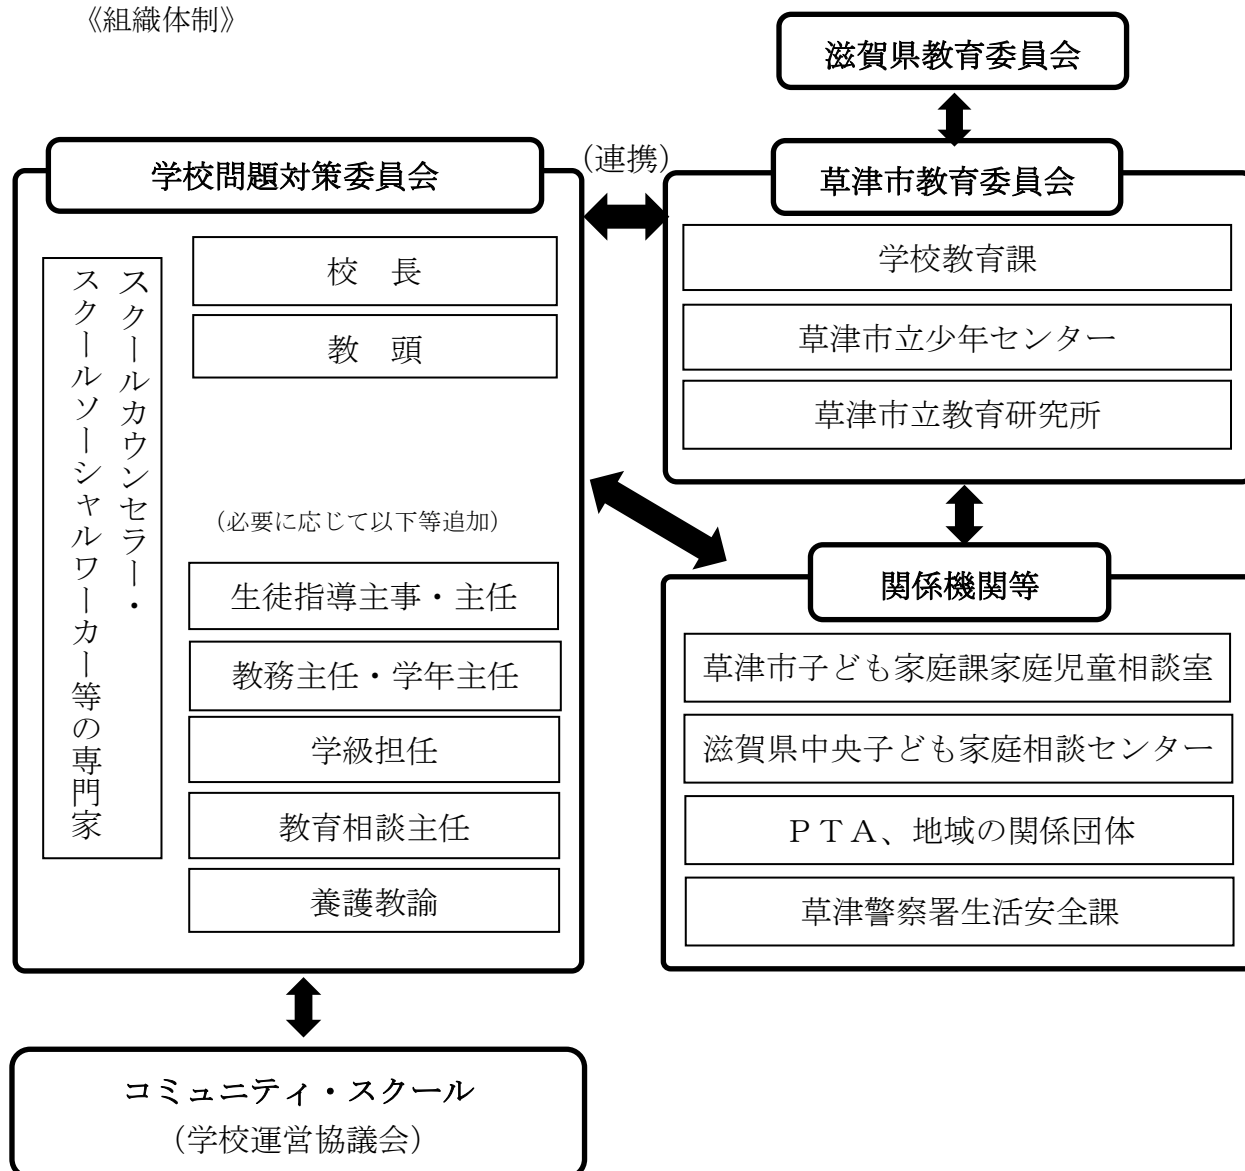 《組織体制》
滋賀県教育委員会
学校問題対策委員会
(連携)
草津市教育委員会
スクールカウンセラー・
スクールソーシャルワーカー等の専門家
校　長
教　頭
(必要に応じて以下等追加)
生徒指導主事・主任
教務主任・学年主任
学級担任
教育相談主任
養護教諭
学校教育課
草津市立少年センター
草津市立教育研究所
関係機関等
草津市子ども家庭課家庭児童相談室
滋賀県中央子ども家庭相談センター
ＰＴＡ、地域の関係団体
草津警察署生活安全課
コミュニティ・スクール
(学校運営協議会)